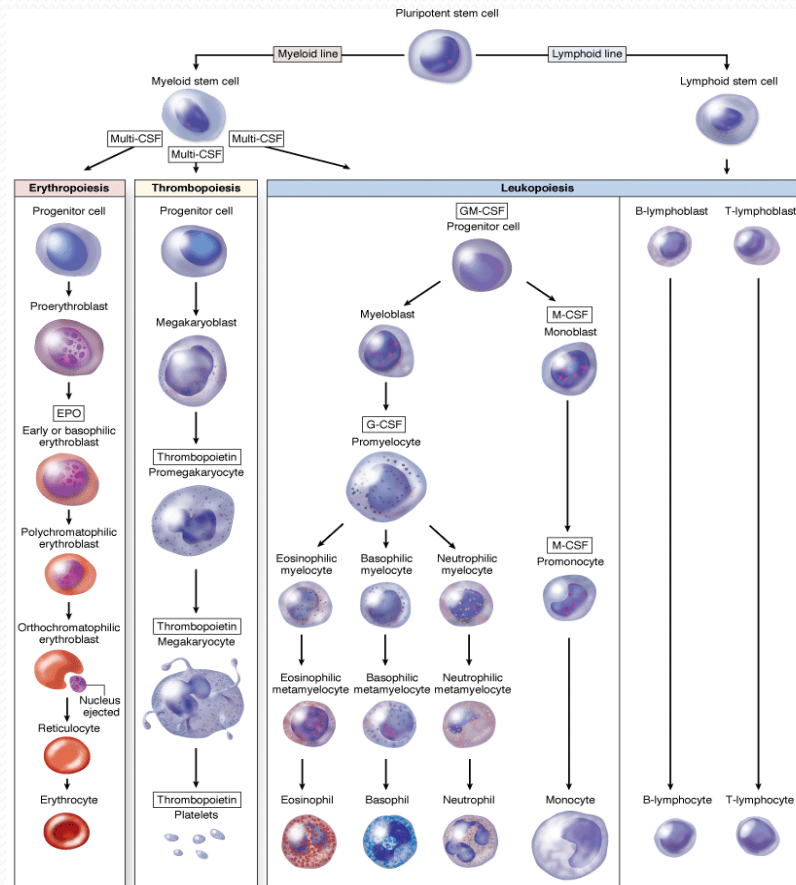 Pluripotent stem cell
Myeloid line
Lymphoid line
Myeloid stem cell
Lymphoid stem cell
Multi-CSF
Multi-CSF
Multi-CSF
Erythropoiesis
Progenitor cell
Proerythroblast
EPO
Early or basophilic
erythroblast
Polychromatophilic
erythroblast
Orthochromatophilic
erythroblast
Nucleus
ejected
Reticulocyte
Erythrocyte
Thrombopoiesis
Progenitor cell
Megakaryoblast
Thrombopoietin
Promegakaryocyte
Thrombopoietin
Megakaryocyte
Thrombopoietin
Platelets
Leukopoiesis
GM-CSF
Progenitor cell
Myeloblast
M-CSF
Monoblast
G-CSF
Promyelocyte
Eosinophilic
myelocyte
Basophilic
myelocyte
Neutrophilic
myelocyte
M-CSF
Promonocyte
Eosinophilic
metamyelocyte
Basophilic
metamyelocyte
Neutrophilic
metamyelocyte
Eosinophil
Basophil
Neutrophil
Monocyte
B-lymphoblast
T-lymphoblast
B-lymphocyte
T-lymphocyte